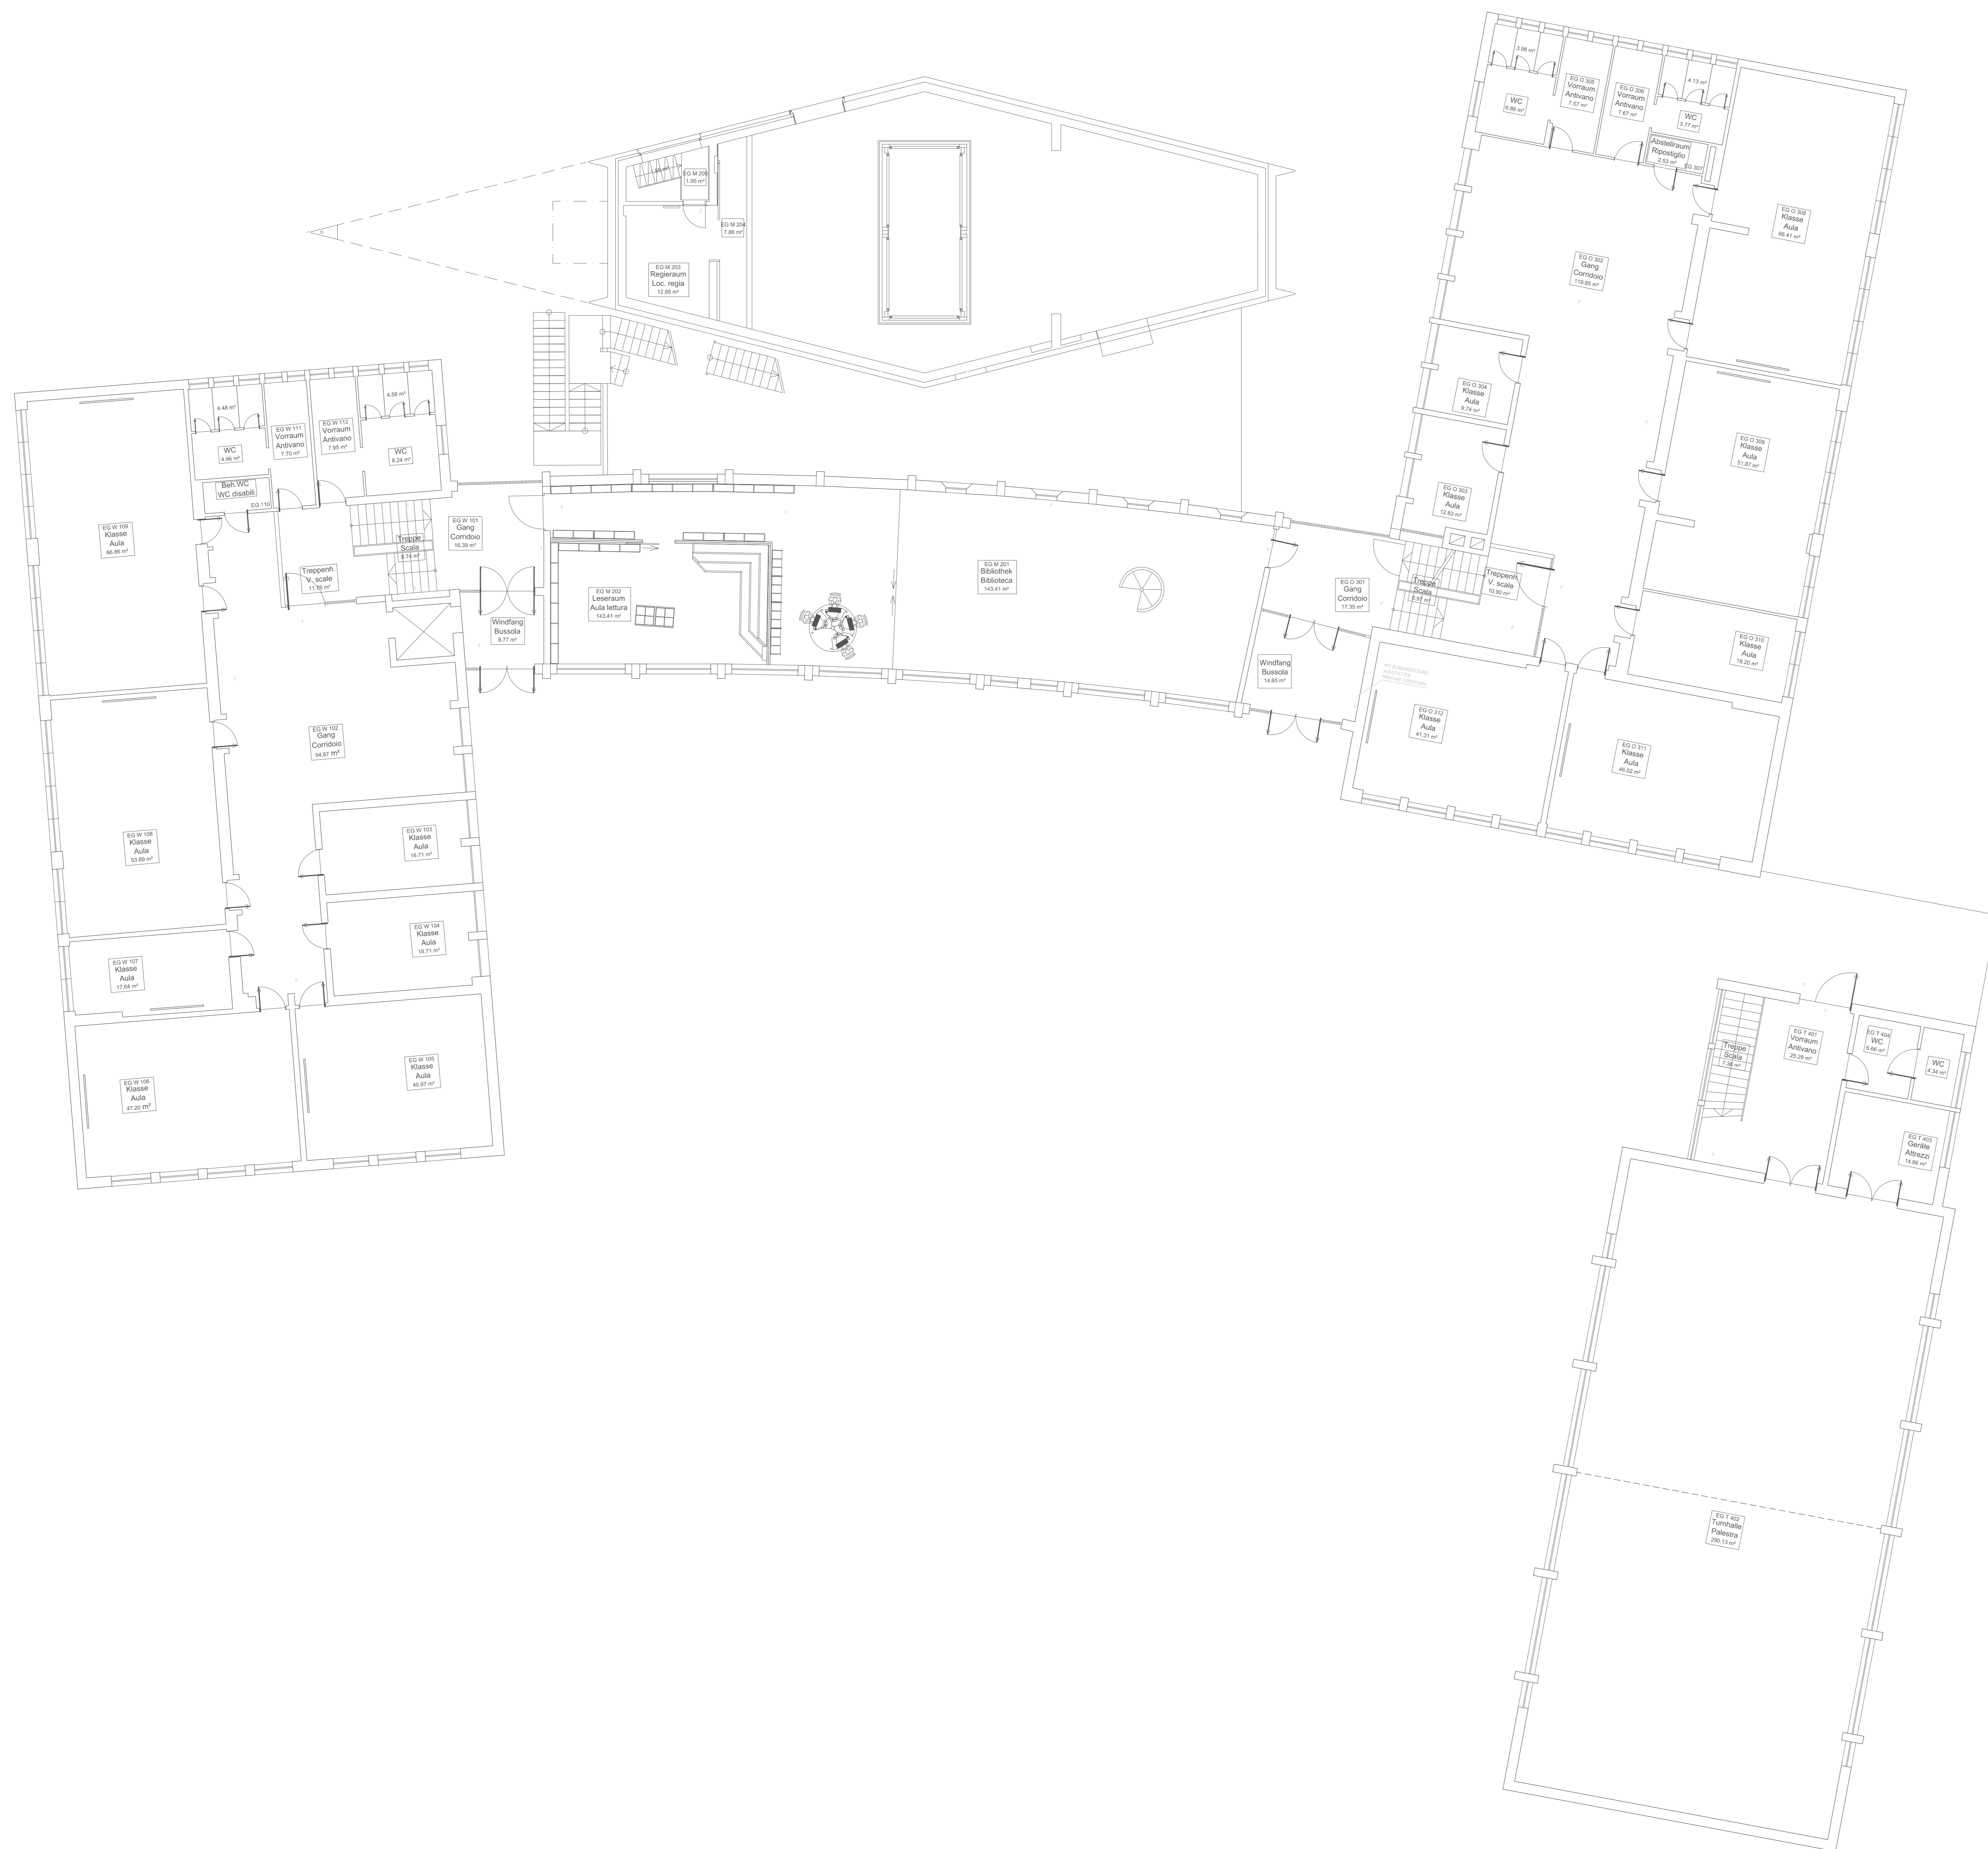 3.98 m²
WC
6.86 m²
EG O 305
Vorraum
Antivano
7.57 m²
EG O 306
Vorraum
Antivano
7.67 m²
4.13 m²
WC
3.77 m²
Abstellraum
Ripostiglio
2.53 m²
EG 307
EG O 308
Klasse
Aula
66.41 m²
EG O 302
Gang
Corridoio
119.85 m²
EG O 304
Klasse
Aula
9.74 m²
EG O 303
Klasse
Aula
12.83 m²
EG O 309
Klasse
Aula
51.87 m²
EG O 310
Klasse
Aula
19.20 m²
EG M 205
1.95 m²
EG M 204
7.86 m²
EG M 203
Regieraum
Loc. regia
12.95 m²
4.48 m²
WC
4.96 m²
EG W 111
Vorraum
Antivano
7.70 m²
EG W 112
Vorraum
Antivano
7.95 m²
4.56 m²
WC
8.24 m²
Beh.WC
WC disabili
EG 110
EG W 109
Klasse
Aula
66.86 m²
Treppenh.
V. scale
11.76 m²
Treppe
Scala
8.74 m²
EG W 101
Gang
Corridoio
16.39 m²
Windfang
Bussola
8.77 m²
EG M 202
Leseraum
Aula lettura
143.41 m²
EG M 201
Bibliothek
Biblioteca
143.41 m²
Windfang
Bussola
14.65 m²
EG O 301
Gang
Corridoio
17.35 m²
Treppe
Scala
8.97 m²
Treppenh.
V. scale
10.90 m²
EG O 312
Klasse
Aula
41.31 m²
EG O 311
Klasse
Aula
46.02 m²
EG W 102
Gang
Corridoio
94.67 m²
EG W 108
Klasse
Aula
53.89 m²
EG W 103
Klasse
Aula
16.71 m²
EG W 104
Klasse
Aula
18.71 m²
EG W 107
Klasse
Aula
17.64 m²
EG W 106
Klasse
Aula
47.20 m²
EG W 105
Klasse
Aula
40.97 m²
Treppe
Scala
7.38 m²
EG T 401
Vorraum
Antivano
25.29 m²
EG T 404
WC
6.66 m²
WC
4.34 m²
EG T 403
Geräte
Attrezzi
14.66 m²
EG T 402
Turnhalle
Palestra
290.13 m²